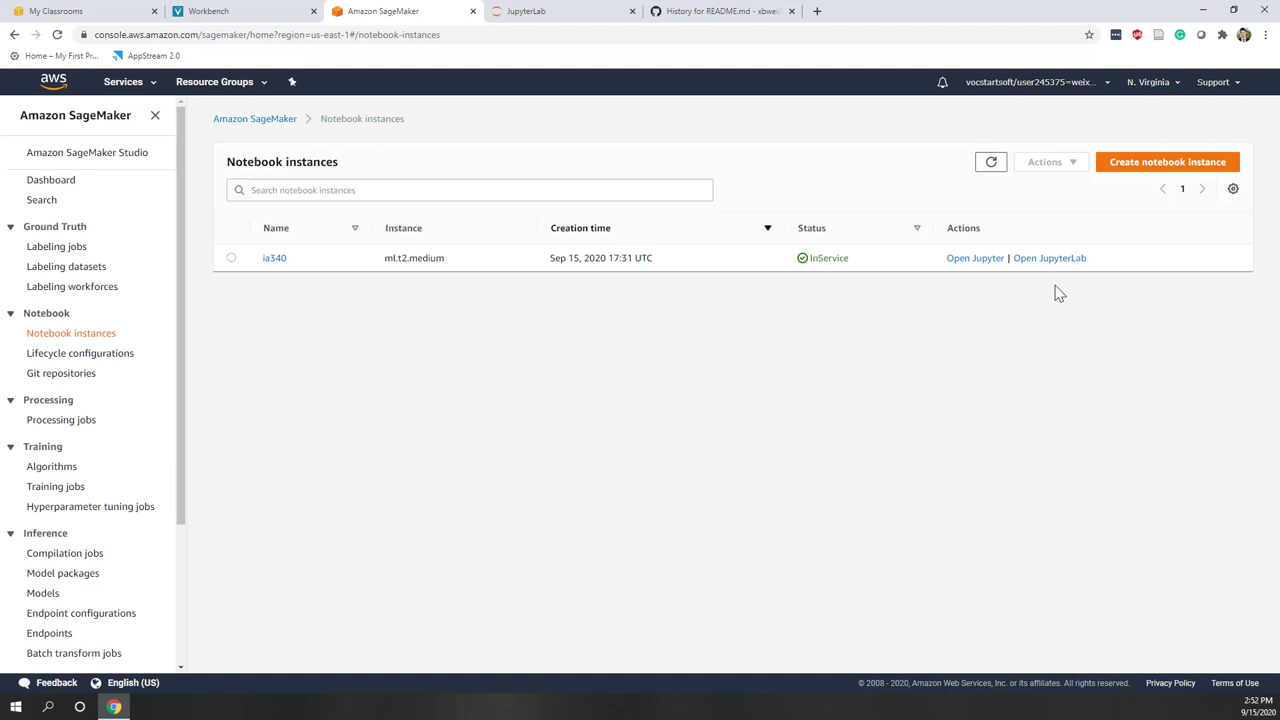 My Classrooms
Workbench
Amazon SageMaker
JupyterLab
History for README.md - xbwei/
console.aws.amazon.com/sagemaker/home?region=us-east-1#/notebook-instances
Home – My First Pr...
AppStream 2.0
aws
Services
Resource Groups
vocstartsoft/user245375=weix...
N. Virginia
Support
Amazon SageMaker
Amazon SageMaker Studio
Dashboard
Search
Ground Truth
Labeling jobs
Labeling datasets
Labeling workforces
Notebook
Notebook instances
Lifecycle configurations
Git repositories
Processing
Processing jobs
Training
Algorithms
Training jobs
Hyperparameter tuning jobs
Inference
Compilation jobs
Model packages
Models
Endpoint configurations
Endpoints
Batch transform jobs
Amazon SageMaker > Notebook instances
Notebook instances
Actions
Create notebook instance
Search notebook instances
1
Name Instance Creation time Status Actions
ia340 ml.t2.medium Sep 15, 2020 17:31 UTC InService Open Jupyter | Open JupyterLab
Feedback
English (US)
© 2008 - 2020, Amazon Web Services, Inc. or its affiliates. All rights reserved.
Privacy Policy
Terms of Use
2:52 PM
9/15/2020